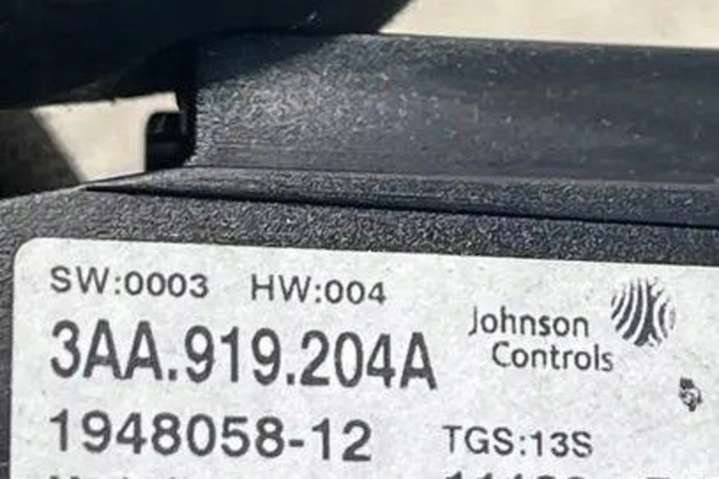 SW:0003 HW:004
Johnson
Controls
3AA.919.204A
1948058-12
TGS:13S